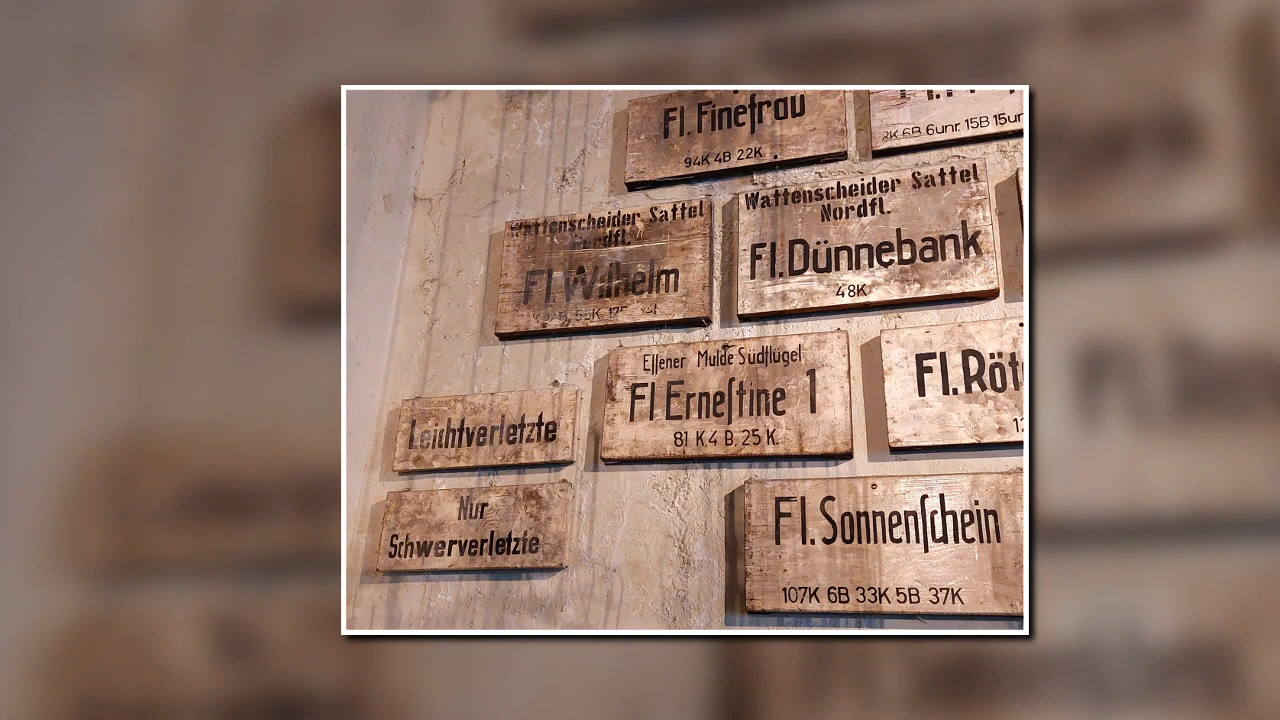 Fl. Finefrau
94K 4B 22K
2K 6B 6unr. 15B 15unr
Wattenscheider Sattel
Nordfl.
Fl. Wilhelm
Wattenscheider Sattel
Nordfl.
Fl. Dünnebank
48K
Eſſener Mulde Südflügel
Fl Erneſtine 1
81 K.4 B.25 K.
Fl. Röt
12
Leichtverletzte
Nur
Schwerverletzte
Fl. Sonnenſchein
107K 6B 33K 5B 37K